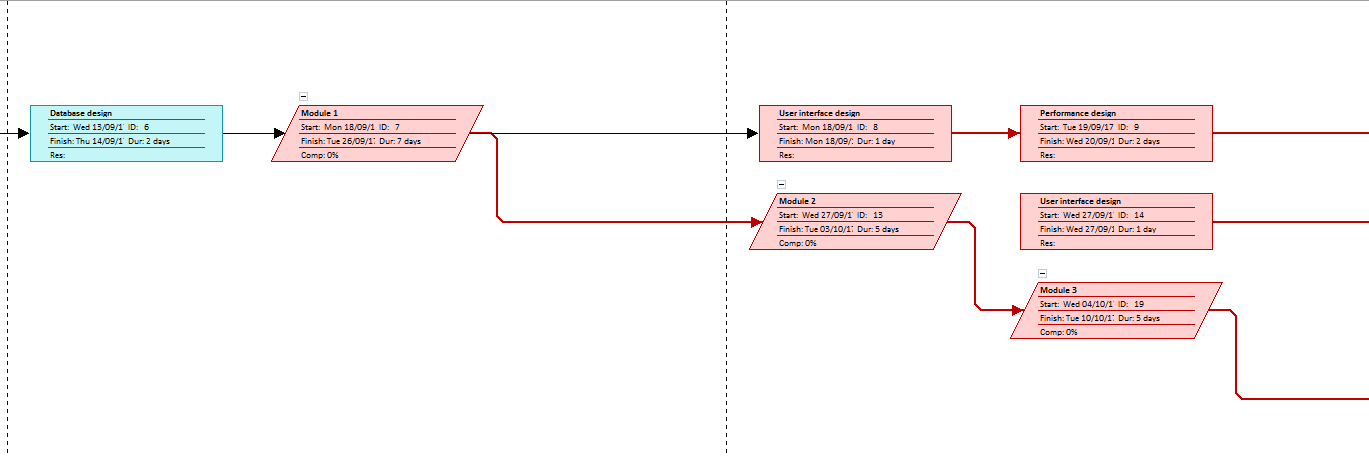 Database design
Start: Wed 13/09/1 ID: 6
Finish: Thu 14/09/1 Dur: 2 days
Res:
Module 1
Start: Mon 18/09/1 ID: 7
Finish: Tue 26/09/1 Dur: 7 days
Comp: 0%
User interface design
Start: Mon 18/09/1 ID: 8
Finish: Mon 18/09/ Dur: 1 day
Res:
Performance design
Start: Tue 19/09/17 ID: 9
Finish: Wed 20/09/1 Dur: 2 days
Res:
Module 2
Start: Wed 27/09/1 ID: 13
Finish: Tue 03/10/1 Dur: 5 days
Comp: 0%
User interface design
Start: Wed 27/09/1 ID: 14
Finish: Wed 27/09/1 Dur: 1 day
Res:
Module 3
Start: Wed 04/10/1 ID: 19
Finish: Tue 10/10/1 Dur: 5 days
Comp: 0%